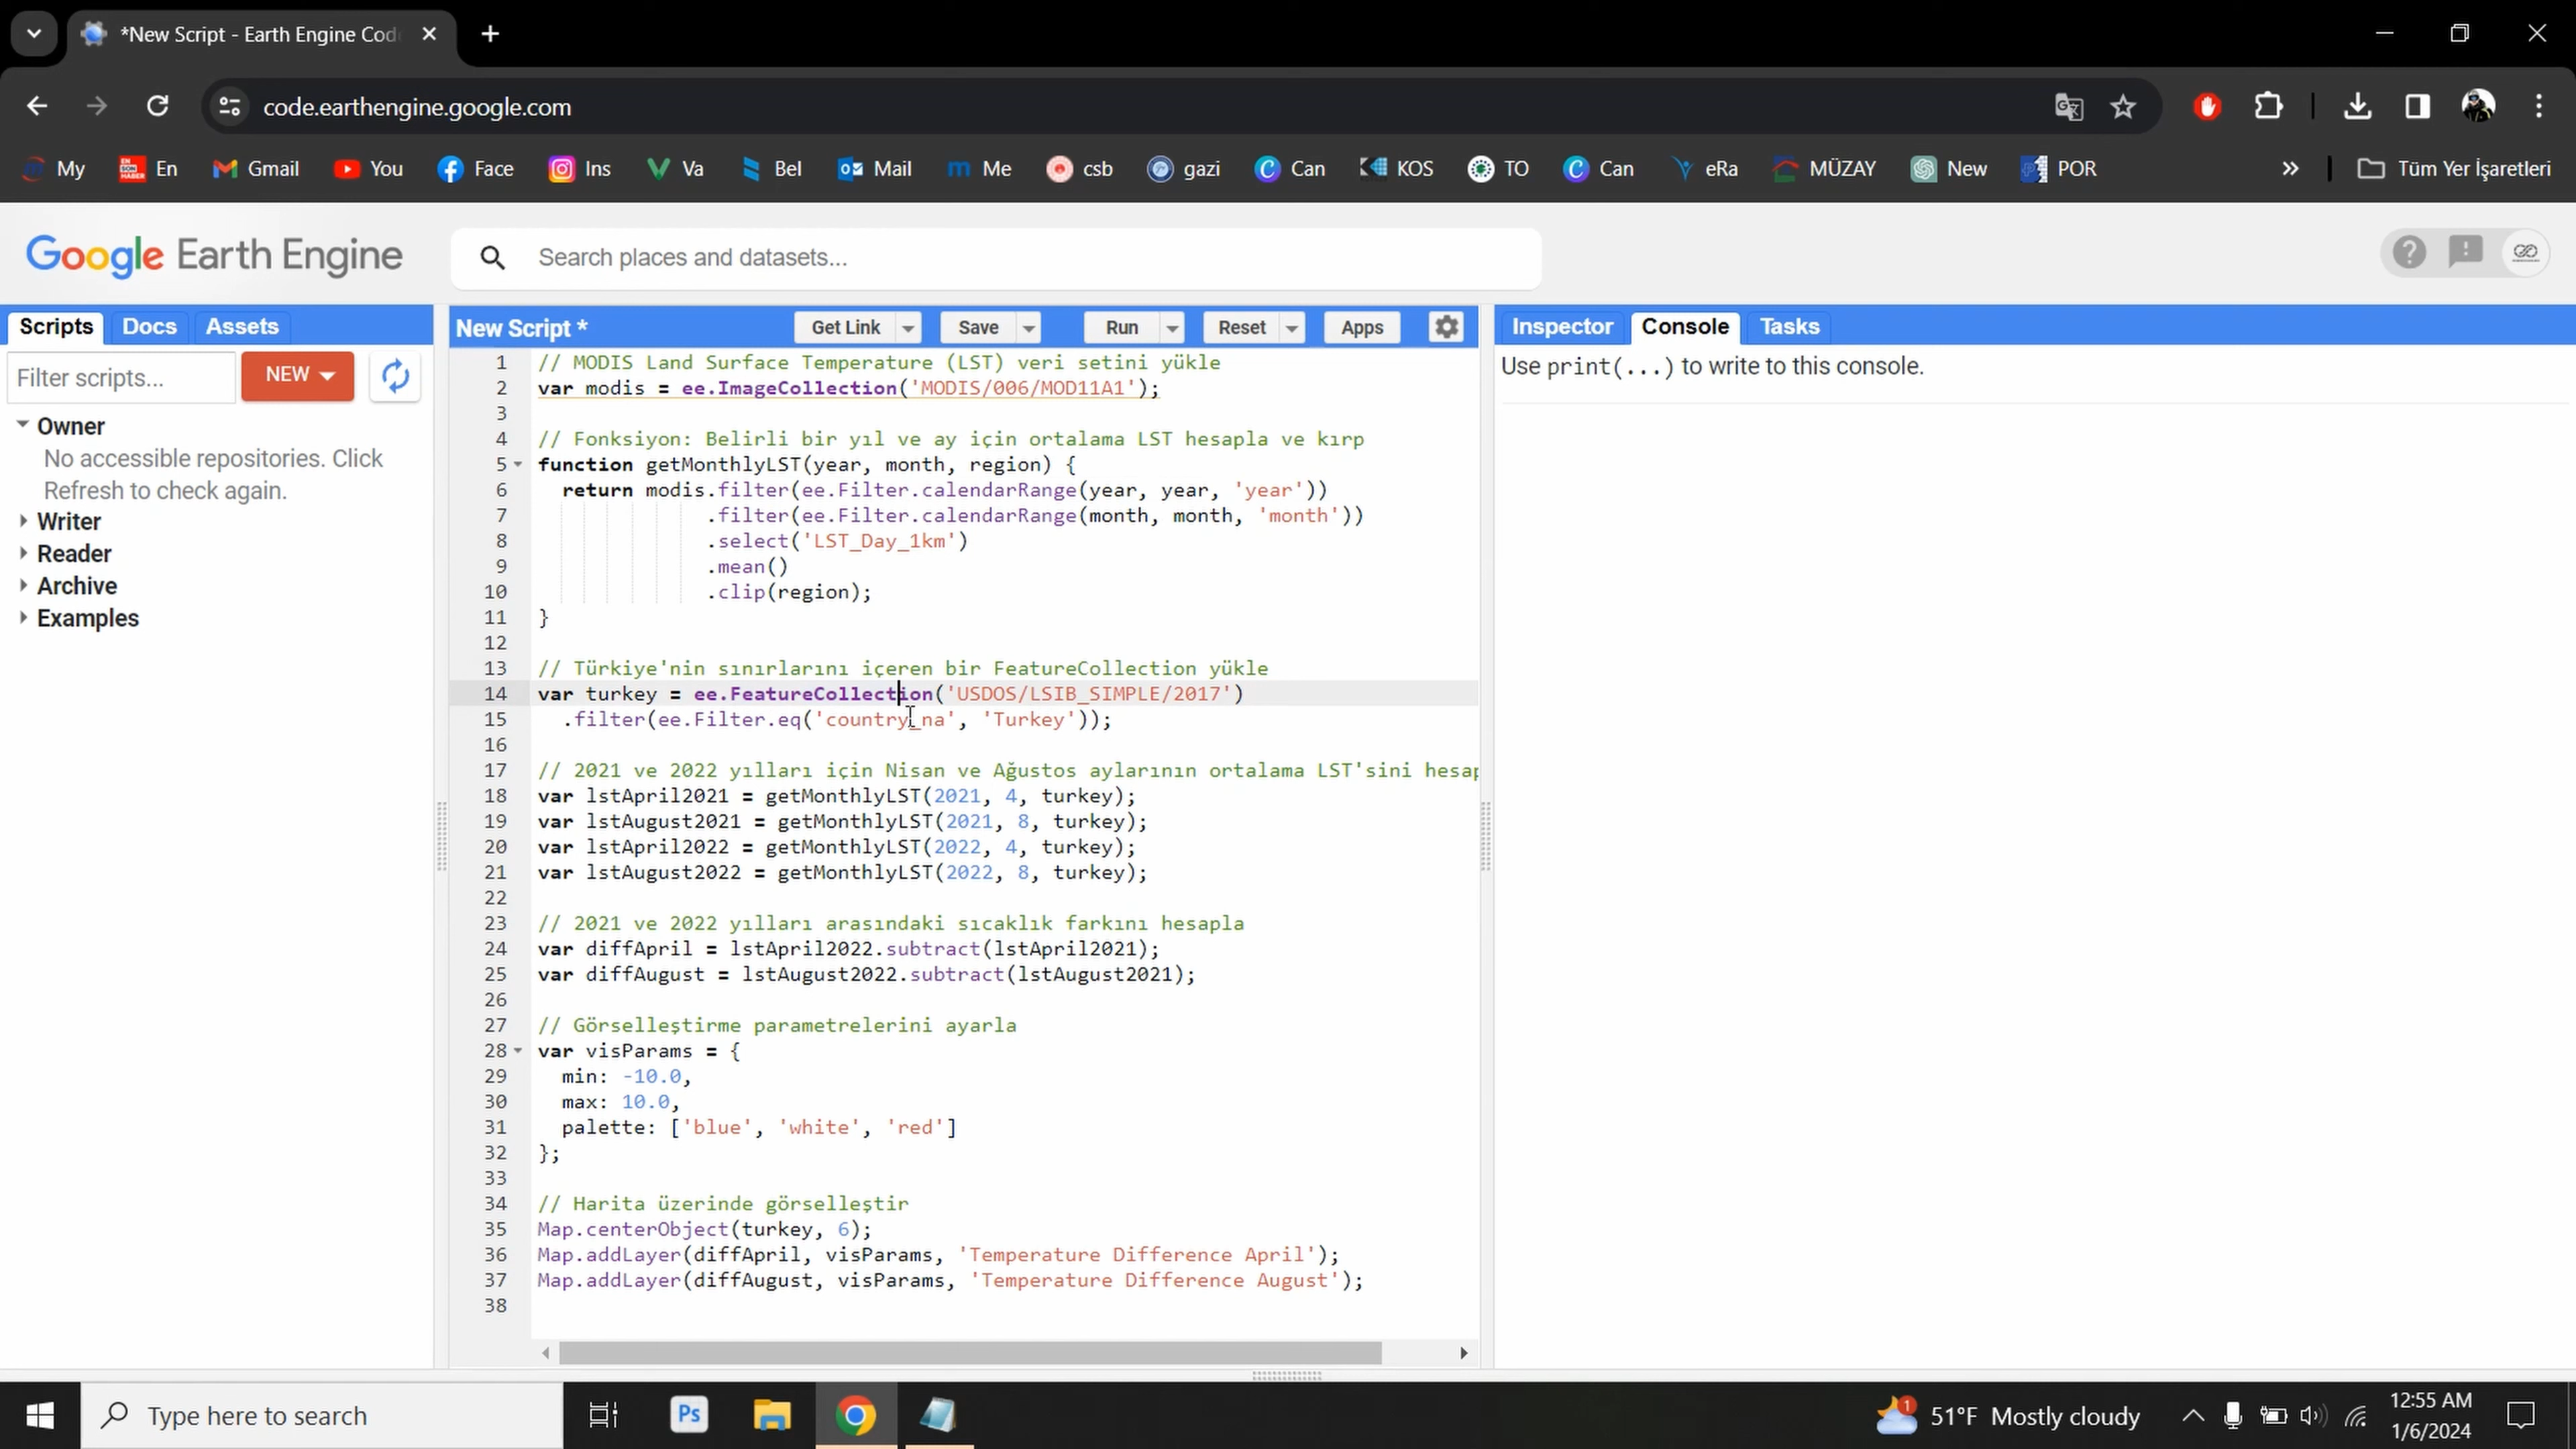 *New Script - Earth Engine Cod
code.earthengine.google.com
My En Gmail You Face Ins Va Bel Mail Me csb gazi Can KOS TO Can eRa MÜZAY New POR » Tüm Yer İşaretleri
Google Earth Engine Search places and datasets...
Scripts Docs Assets
Filter scripts... NEW
Owner
No accessible repositories. Click
Refresh to check again.
Writer
Reader
Archive
Examples
New Script * Get Link Save Run Reset Apps
1 // MODIS Land Surface Temperature (LST) veri setini yükle
2 var modis = ee.ImageCollection('MODIS/006/MOD11A1');
3
4 // Fonksiyon: Belirli bir yıl ve ay için ortalama LST hesapla ve kırp
5 function getMonthlyLST(year, month, region) {
6 return modis.filter(ee.Filter.calendarRange(year, year, 'year'))
7 .filter(ee.Filter.calendarRange(month, month, 'month'))
8 .select('LST_Day_1km')
9 .mean()
10 .clip(region);
11 }
12
13 // Türkiye'nin sınırlarını içeren bir FeatureCollection yükle
14 var turkey = ee.FeatureCollection('USDOS/LSIB_SIMPLE/2017')
15 .filter(ee.Filter.eq('country_na', 'Turkey'));
16
17 // 2021 ve 2022 yılları için Nisan ve Ağustos aylarının ortalama LST'sini hesap
18 var lstApril2021 = getMonthlyLST(2021, 4, turkey);
19 var lstAugust2021 = getMonthlyLST(2021, 8, turkey);
20 var lstApril2022 = getMonthlyLST(2022, 4, turkey);
21 var lstAugust2022 = getMonthlyLST(2022, 8, turkey);
22
23 // 2021 ve 2022 yılları arasındaki sıcaklık farkını hesapla
24 var diffApril = lstApril2022.subtract(lstApril2021);
25 var diffAugust = lstAugust2022.subtract(lstAugust2021);
26
27 // Görselleştirme parametrelerini ayarla
28 var visParams = {
29 min: -10.0,
30 max: 10.0,
31 palette: ['blue', 'white', 'red']
32 };
33
34 // Harita üzerinde görselleştir
35 Map.centerObject(turkey, 6);
36 Map.addLayer(diffApril, visParams, 'Temperature Difference April');
37 Map.addLayer(diffAugust, visParams, 'Temperature Difference August');
38
Inspector Console Tasks
Use print(...) to write to this console.
Type here to search Ps 1 51°F Mostly cloudy 12:55 AM
1/6/2024